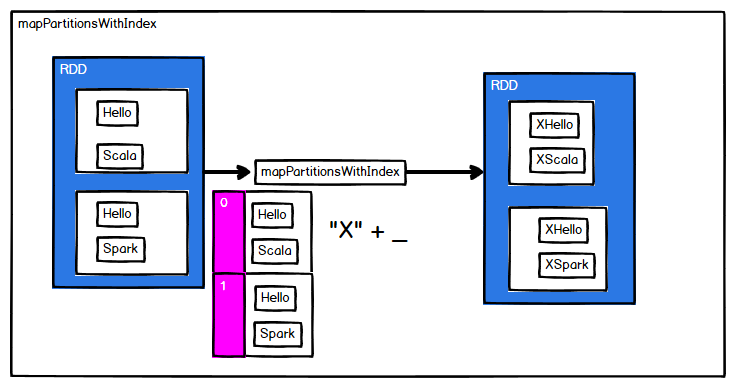 mapPartitionsWithIndex
RDD
Hello
Scala
Hello
Spark
mapPartitionsWithIndex
0
Hello
Scala
1
Hello
Spark
"X" + _
RDD
XHello
XScala
XHello
XSpark